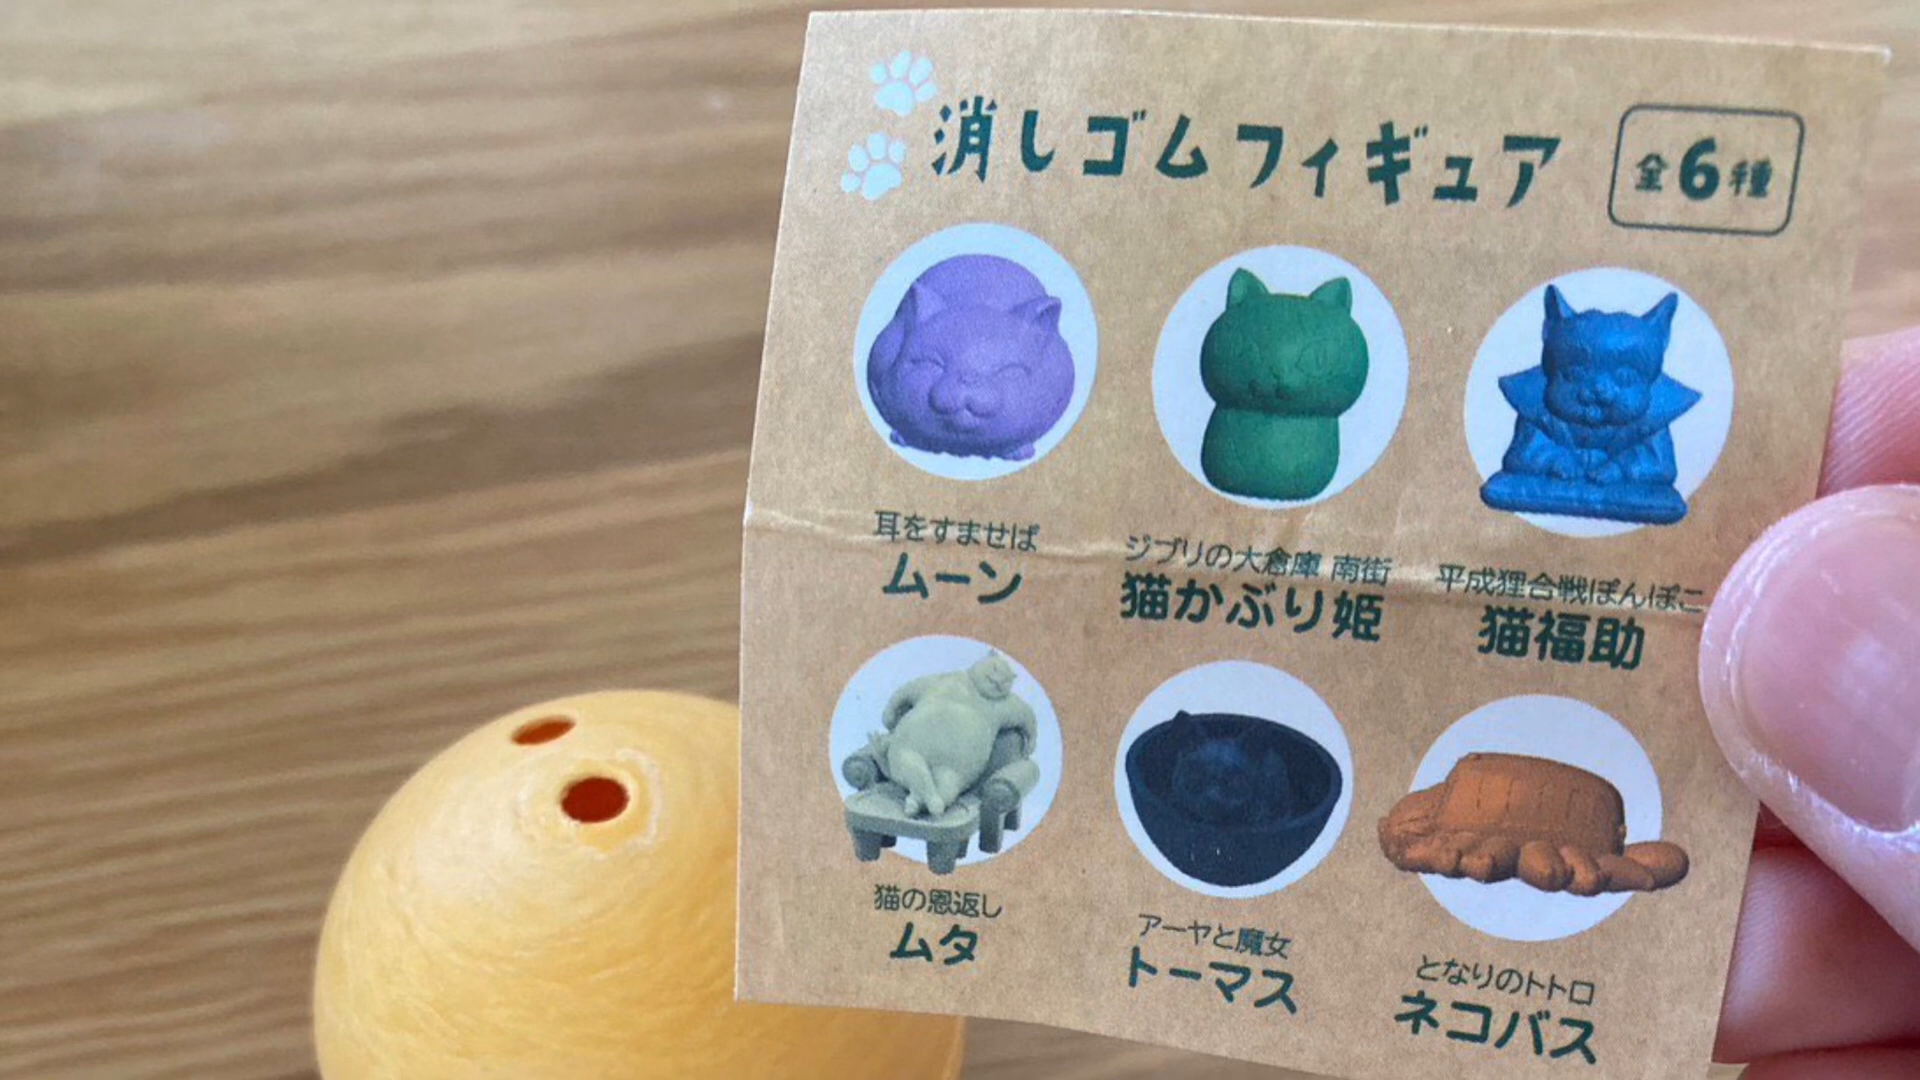 消しゴムフィギュア
全6種
耳をすませば
ムーン
ジブリの大倉庫 南街
猫かぶり姫
平成狸合戦ぽんぽこ
猫福助
猫の恩返し
ムタ
アーヤと魔女
トーマス
となりのトトロ
ネコバス